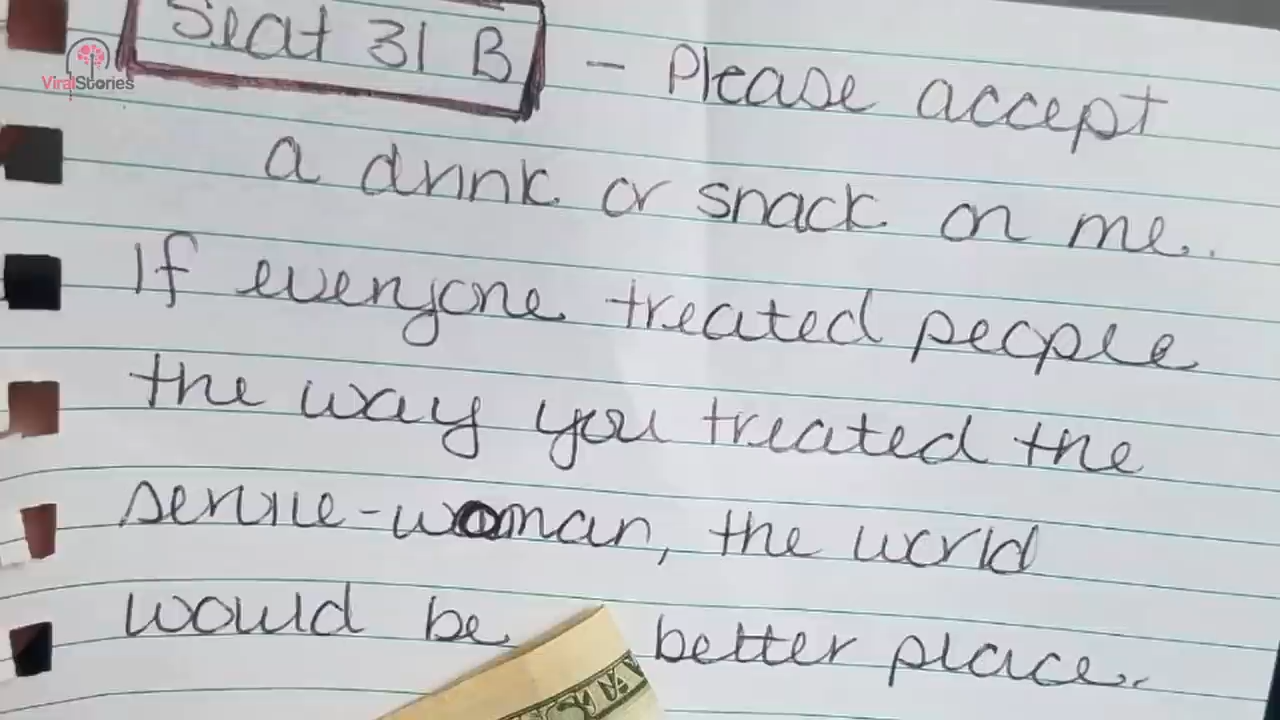 Seat 31 B - Please accept
ViralStories
a drink or snack on me.
If everyone treated people
the way you treated the
service-woman, the world
would be better place.